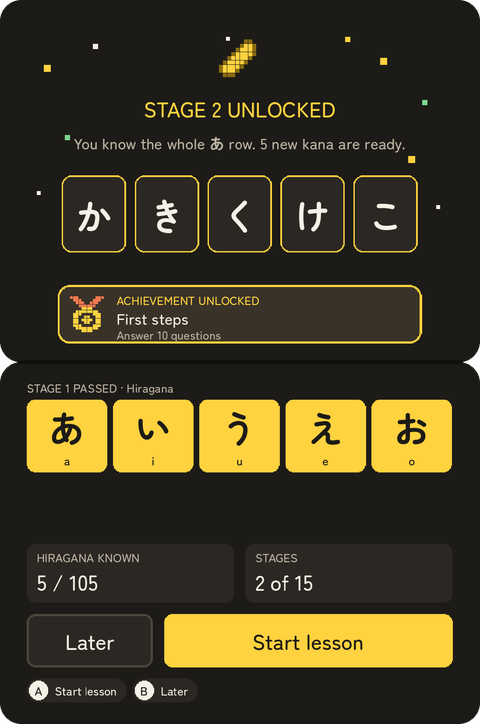 STAGE 2 UNLOCKED
You know the whole あ row. 5 new kana are ready.
か き く け こ
ACHIEVEMENT UNLOCKED
First steps
Answer 10 questions
STAGE 1 PASSED · Hiragana
あ い う え お
a i u e o
HIRAGANA KNOWN
5 / 105
STAGES
2 of 15
Later
Start lesson
A Start lesson B Later